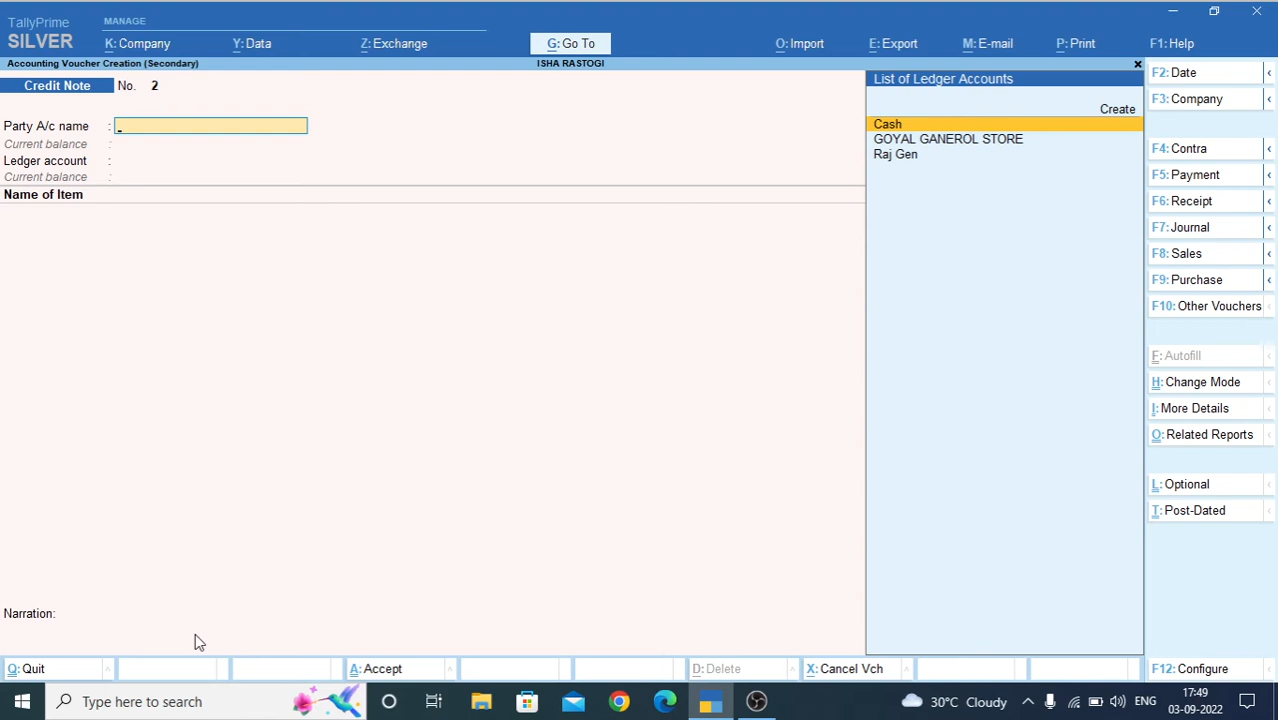 TallyPrime
MANAGE
SILVER
K: Company
Y: Data
Z: Exchange
G: Go To
O: Import
E: Export
M: E-mail
P: Print
F1: Help
Accounting Voucher Creation (Secondary)
ISHA RASTOGI
Credit Note No. 2
Party A/c name :
Current balance :
Ledger account :
Current balance :
Name of Item
Narration:
List of Ledger Accounts
Create
Cash
GOYAL GANEROL STORE
Raj Gen
F2: Date
F3: Company
F4: Contra
F5: Payment
F6: Receipt
F7: Journal
F8: Sales
F9: Purchase
F10: Other Vouchers
F: Autofill
H: Change Mode
I: More Details
O: Related Reports
L: Optional
T: Post-Dated
Q: Quit
A: Accept
D: Delete
X: Cancel Vch
F12: Configure
Type here to search
30°C Cloudy
ENG
17:49
03-09-2022